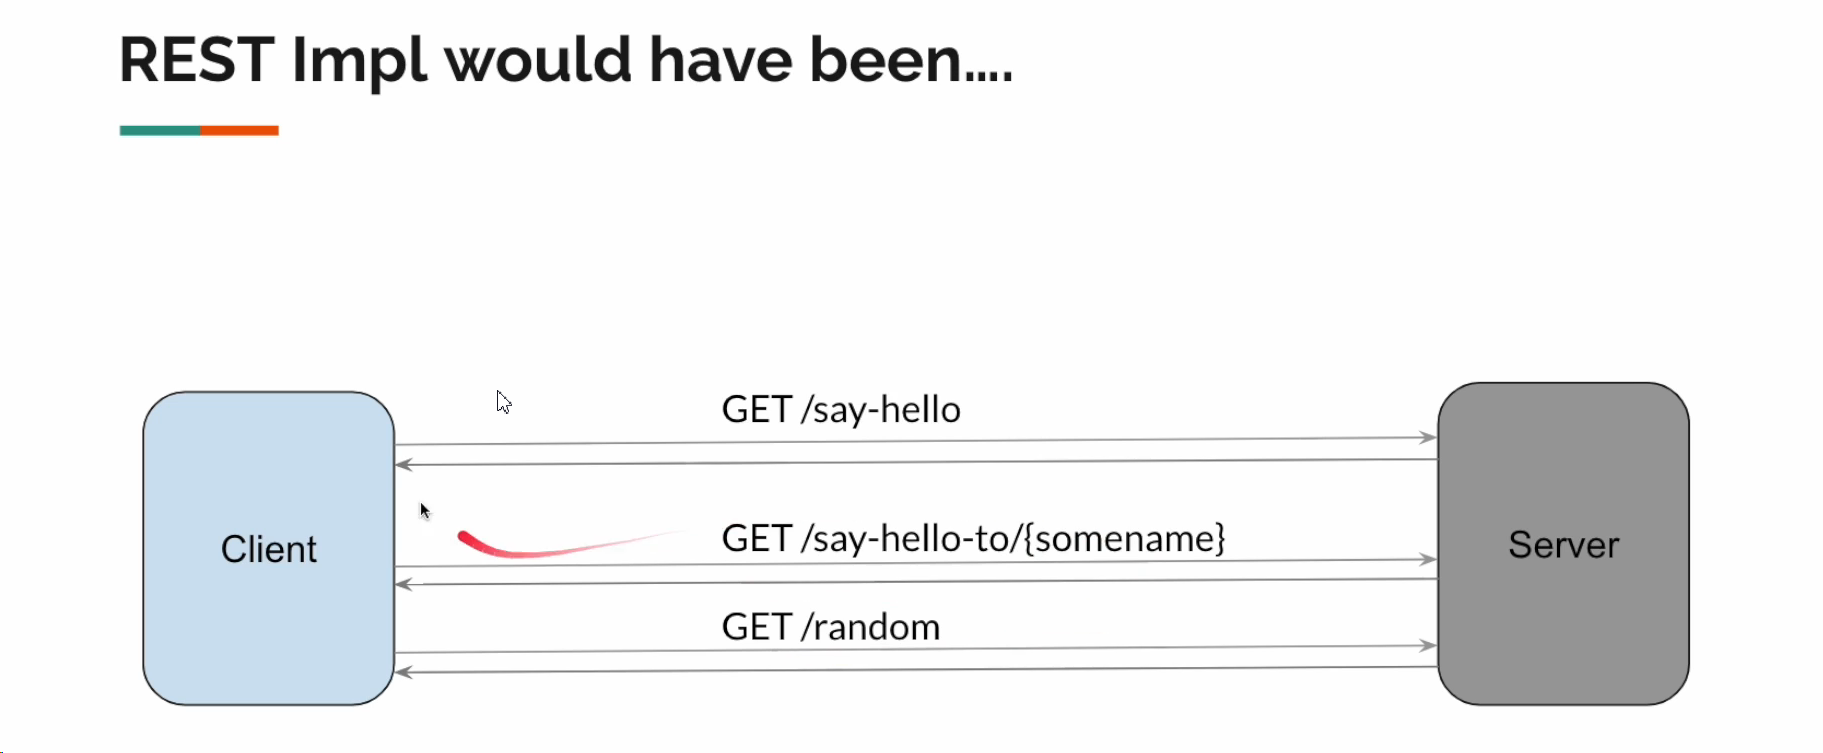 REST Impl would have been....
GET /say-hello
GET /say-hello-to/{somename}
Client
Server
GET /random